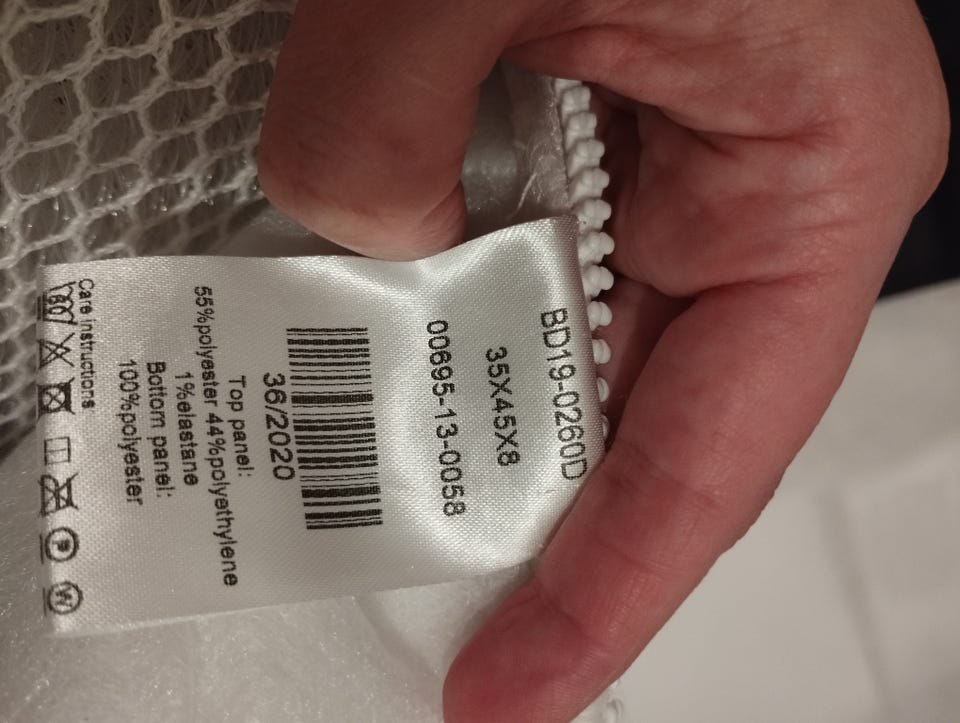 BD19-0260D
35X45X8
00695-13-0058
36/2020
Top panel:
55%polyester 44%polyethylene
1%elastane
Bottom panel:
100%polyester
Care instructions
P W